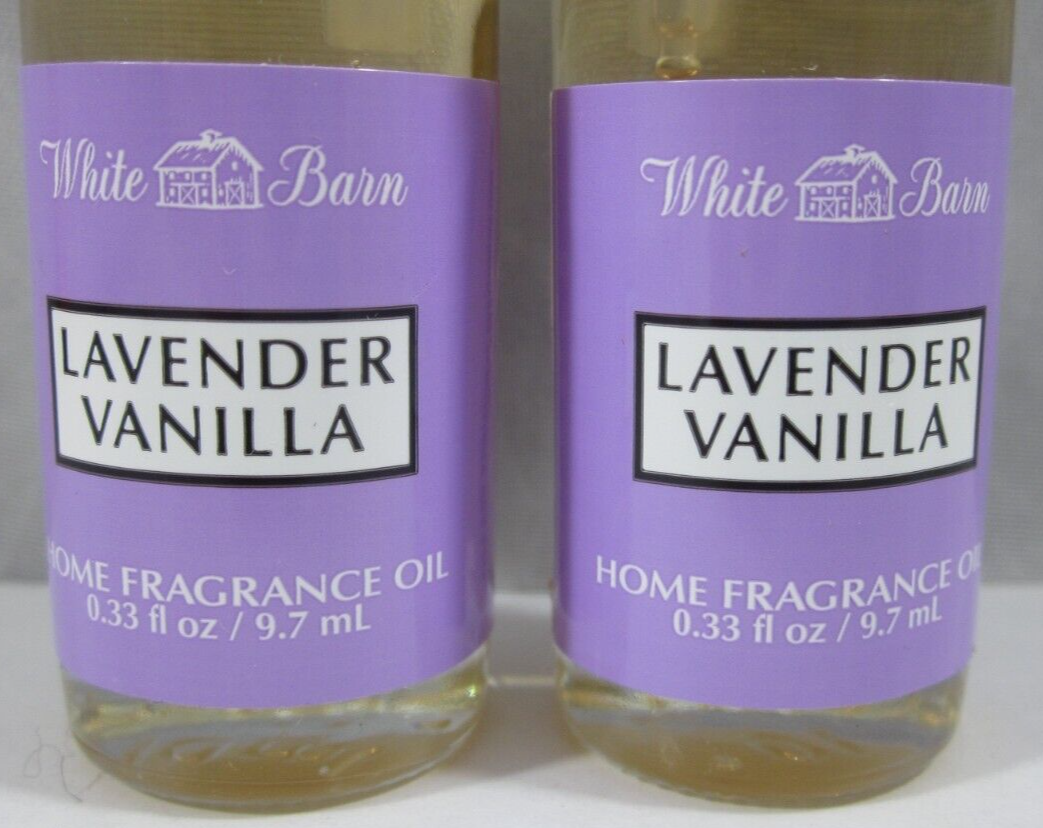 White Barn
LAVENDER
VANILLA
HOME FRAGRANCE OIL
0.33 fl oz / 9.7 mL
White Barn
LAVENDER
VANILLA
HOME FRAGRANCE OIL
0.33 fl oz / 9.7 mL